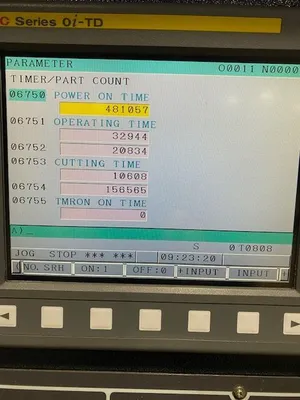 C Series 0i-TD
PARAMETER O0011 N0000
TIMER/PART COUNT
06750 POWER ON TIME
481057
06751 OPERATING TIME
32944
06752 20834
06753 CUTTING TIME
10608
06754 156565
06755 TMRON ON TIME
0
A)_
S 0T0808
JOG STOP *** ***
09:23:20
(NO.SRH ON:1 OFF:0 +INPUT INPUT +